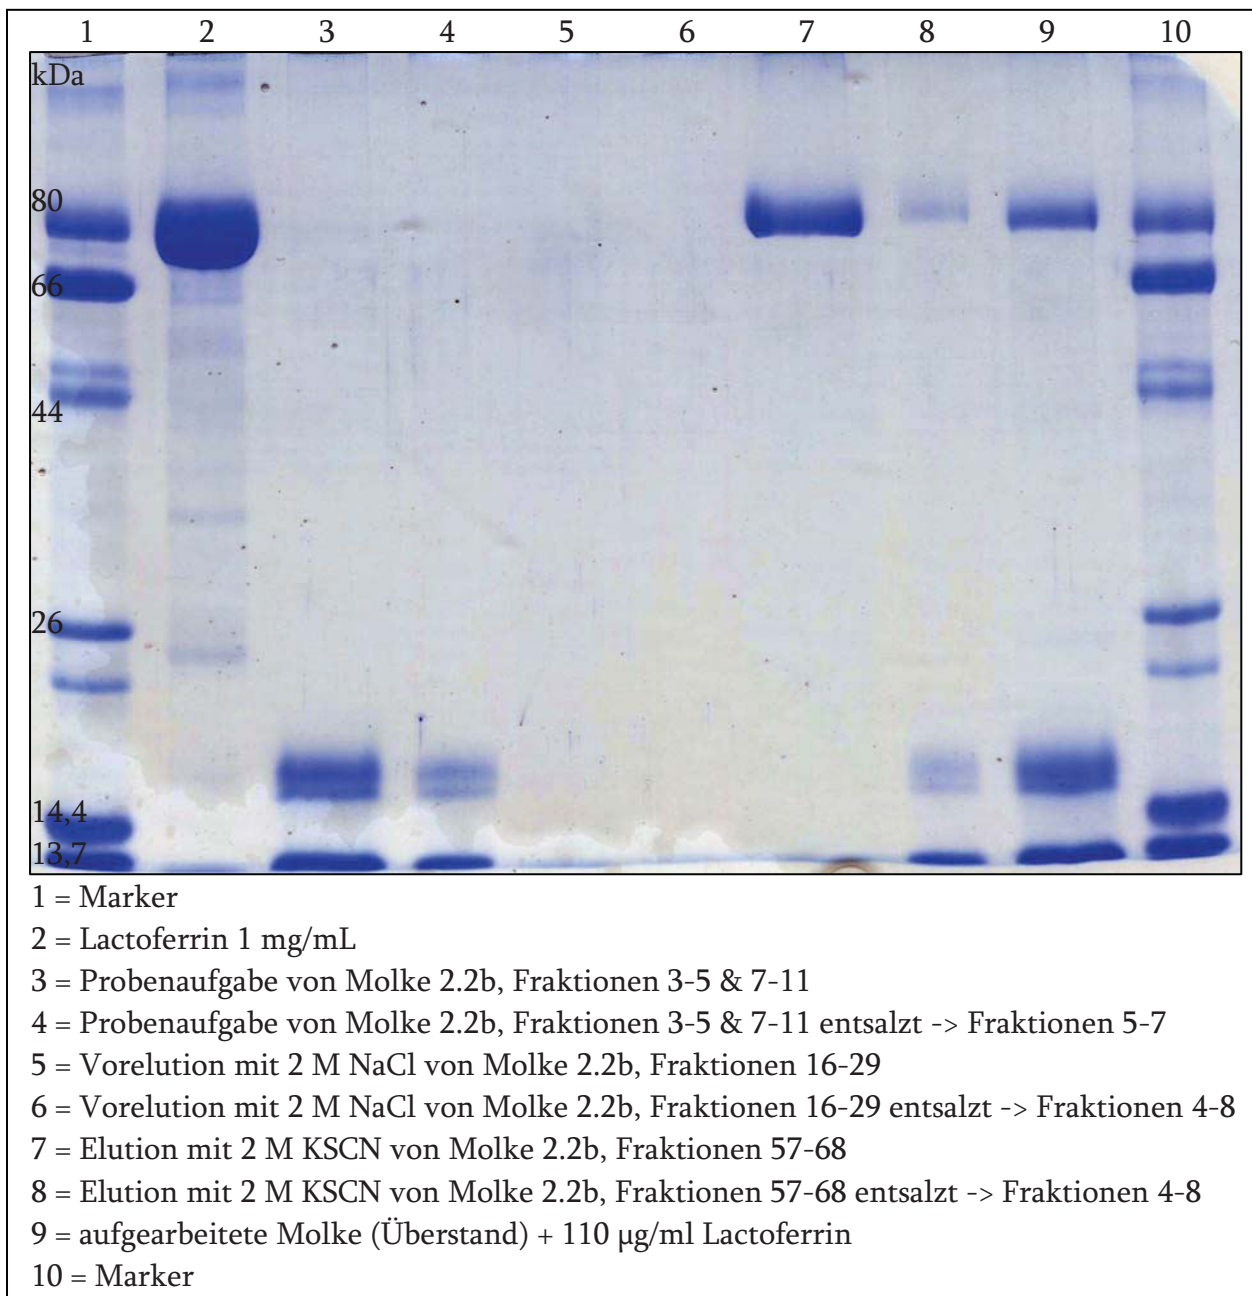 1 2 3 4 5 6 7 8 9 10
kDa
80
66
44
26
14,4
13,7
1 = Marker
2 = Lactoferrin 1 mg/mL
3 = Probenaufgabe von Molke 2.2b, Fraktionen 3-5 & 7-11
4 = Probenaufgabe von Molke 2.2b, Fraktionen 3-5 & 7-11 entsalzt -> Fraktionen 5-7
5 = Vorelution mit 2 M NaCl von Molke 2.2b, Fraktionen 16-29
6 = Vorelution mit 2 M NaCl von Molke 2.2b, Fraktionen 16-29 entsalzt -> Fraktionen 4-8
7 = Elution mit 2 M KSCN von Molke 2.2b, Fraktionen 57-68
8 = Elution mit 2 M KSCN von Molke 2.2b, Fraktionen 57-68 entsalzt -> Fraktionen 4-8
9 = aufgearbeitete Molke (Überstand) + 110 µg/ml Lactoferrin
10 = Marker